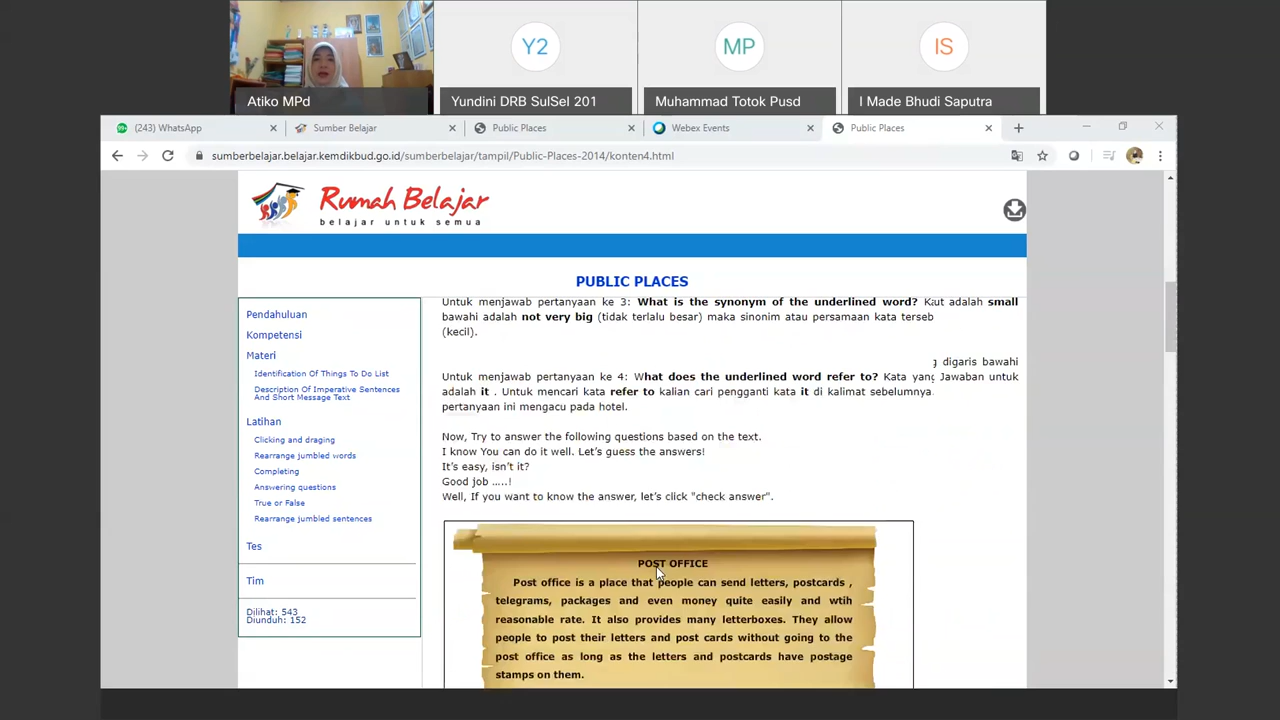 Y2
MP
IS
Atiko MPd
Yundini DRB SulSel 201
Muhammad Totok Pusd
I Made Bhudi Saputra
(243) WhatsApp
Sumber Belajar
Public Places
Webex Events
Public Places
sumberbelajar.belajar.kemdikbud.go.id/sumberbelajar/tampil/Public-Places-2014/konten4.html
Rumah Belajar
belajar untuk semua
PUBLIC PLACES
Pendahuluan
Kompetensi
Materi
Identification Of Things To Do List
Description Of Imperative Sentences
And Short Message Text
Latihan
Clicking and draging
Rearrange jumbled words
Completing
Answering questions
True or False
Rearrange jumbled sentences
Tes
Tim
Dilihat: 543
Diunduh: 152
Untuk menjawab pertanyaan ke 3: What is the synonym of the underlined word? adalah small
bawahi adalah not very big (tidak terlalu besar) maka sinonim atau persamaan kata terseb
(kecil).
digaris bawahi
Untuk menjawab pertanyaan ke 4: What does the underlined word refer to? Kata yang Jawaban untuk
adalah it . Untuk mencari kata refer to kalian cari pengganti kata it di kalimat sebelumnya.
pertanyaan ini mengacu pada hotel.
Now, Try to answer the following questions based on the text.
I know You can do it well. Let's guess the answers!
It's easy, isn't it?
Good job .....!
Well, If you want to know the answer, let's click "check answer".
POST OFFICE
Post office is a place that people can send letters, postcards ,
telegrams, packages and even money quite easily and wtih
reasonable rate. It also provides many letterboxes. They allow
people to post their letters and post cards without going to the
post office as long as the letters and postcards have postage
stamps on them.